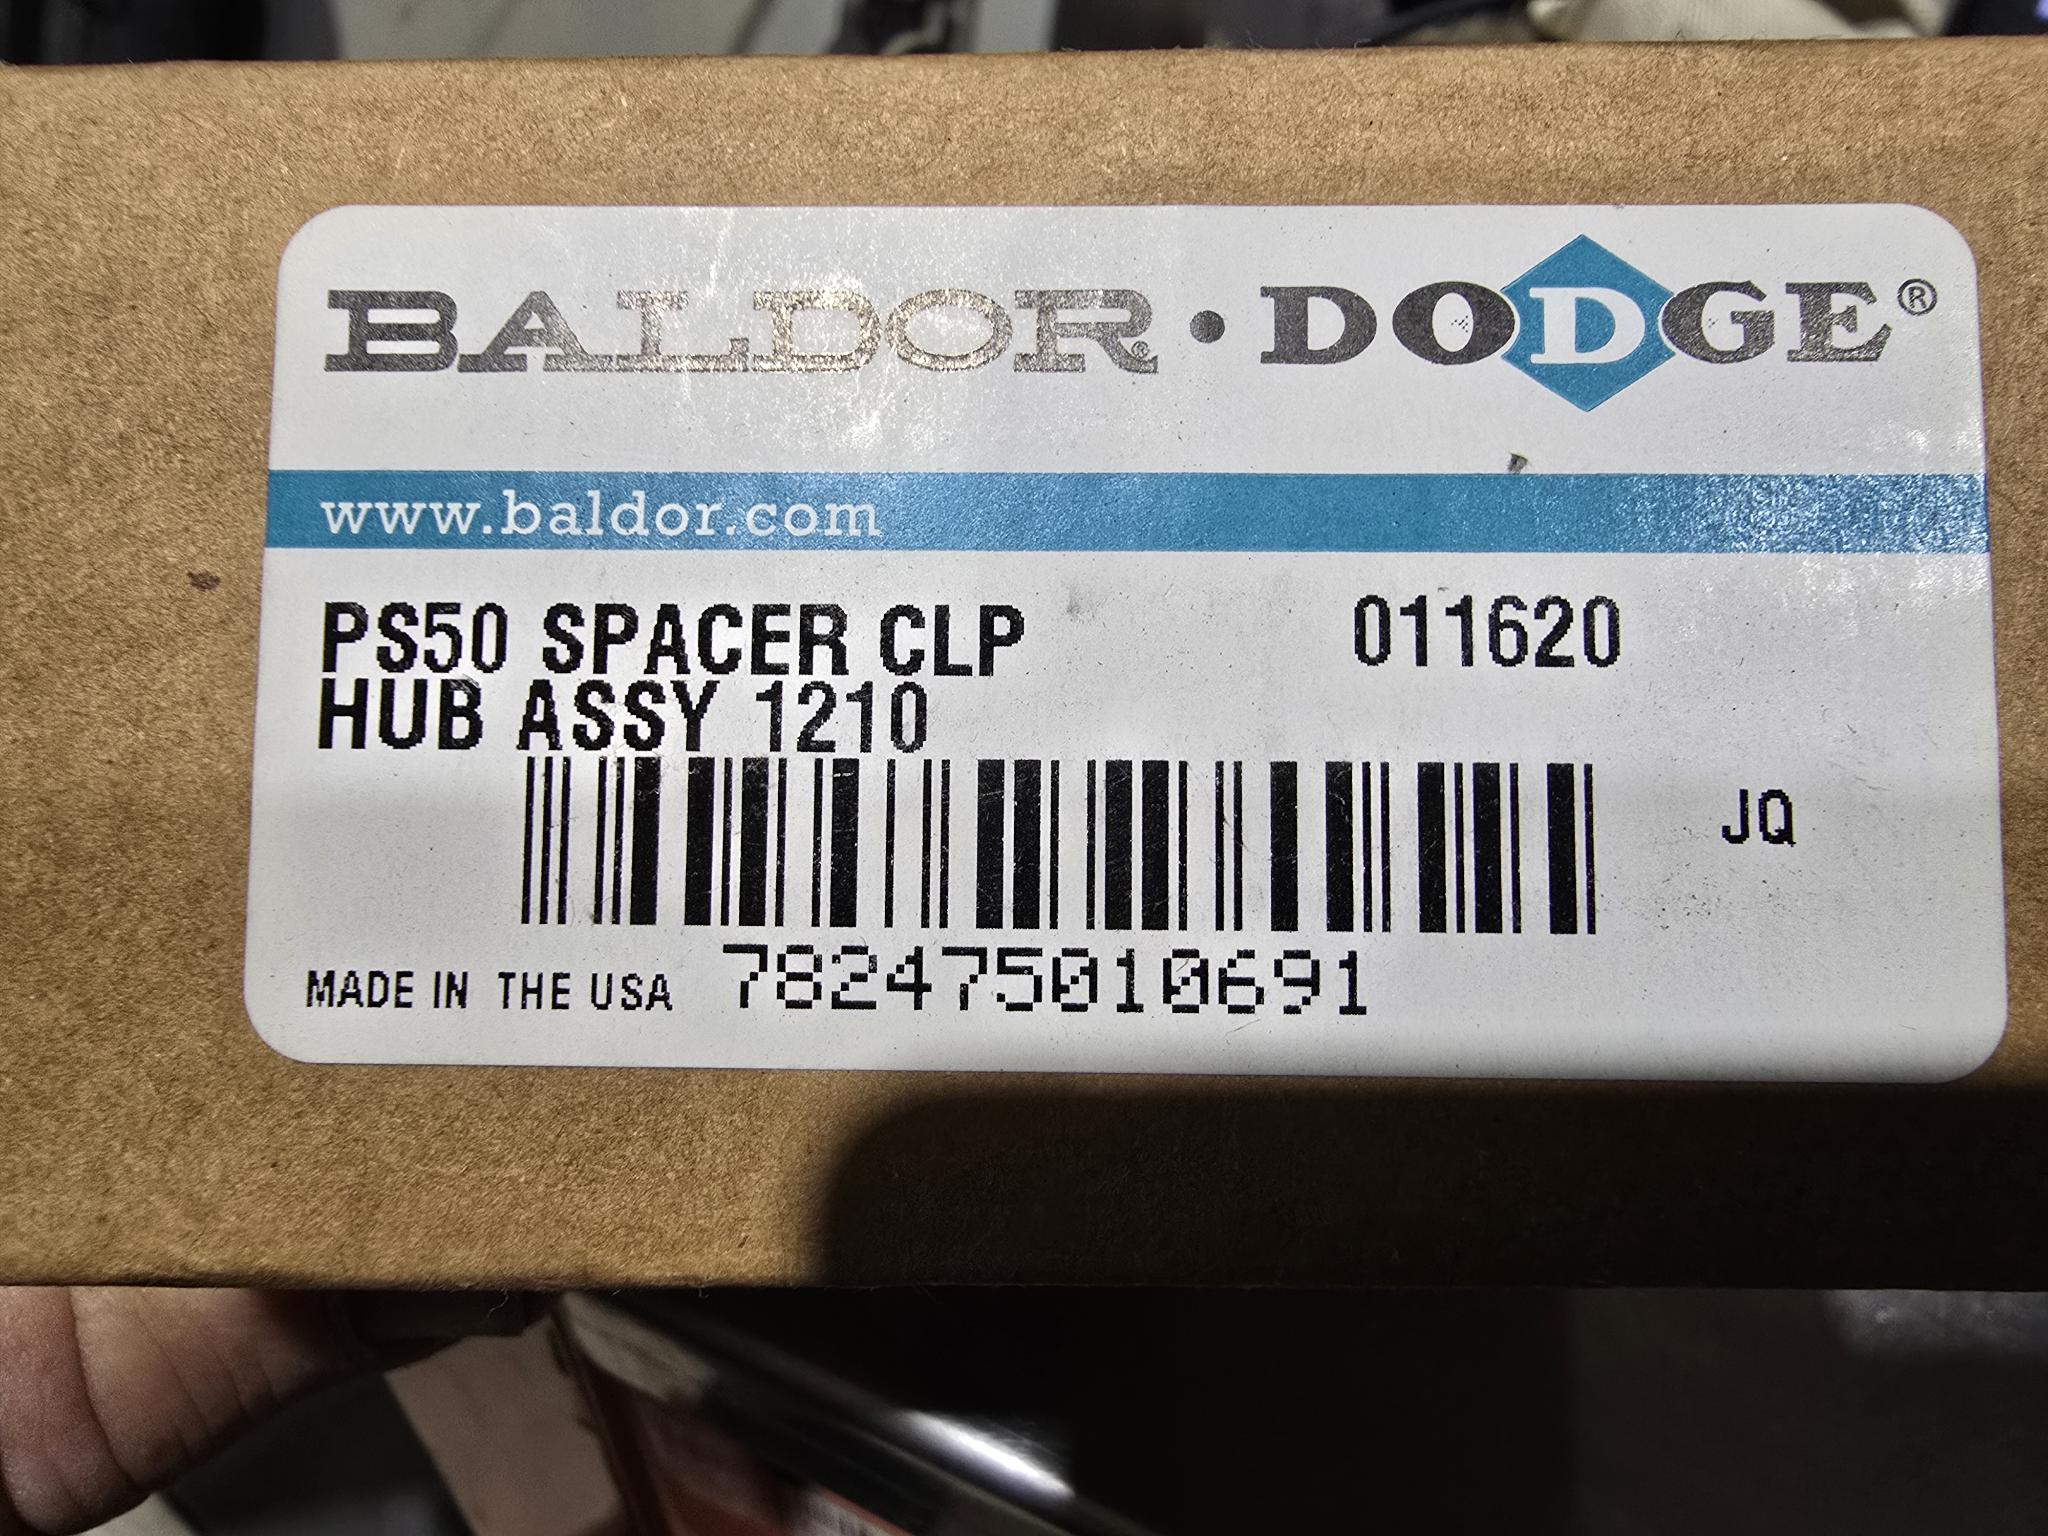 BALDOR® • DODGE®
www.baldor.com
PS50 SPACER CLP 011620
HUB ASSY 1210
JQ
MADE IN THE USA 782475010691